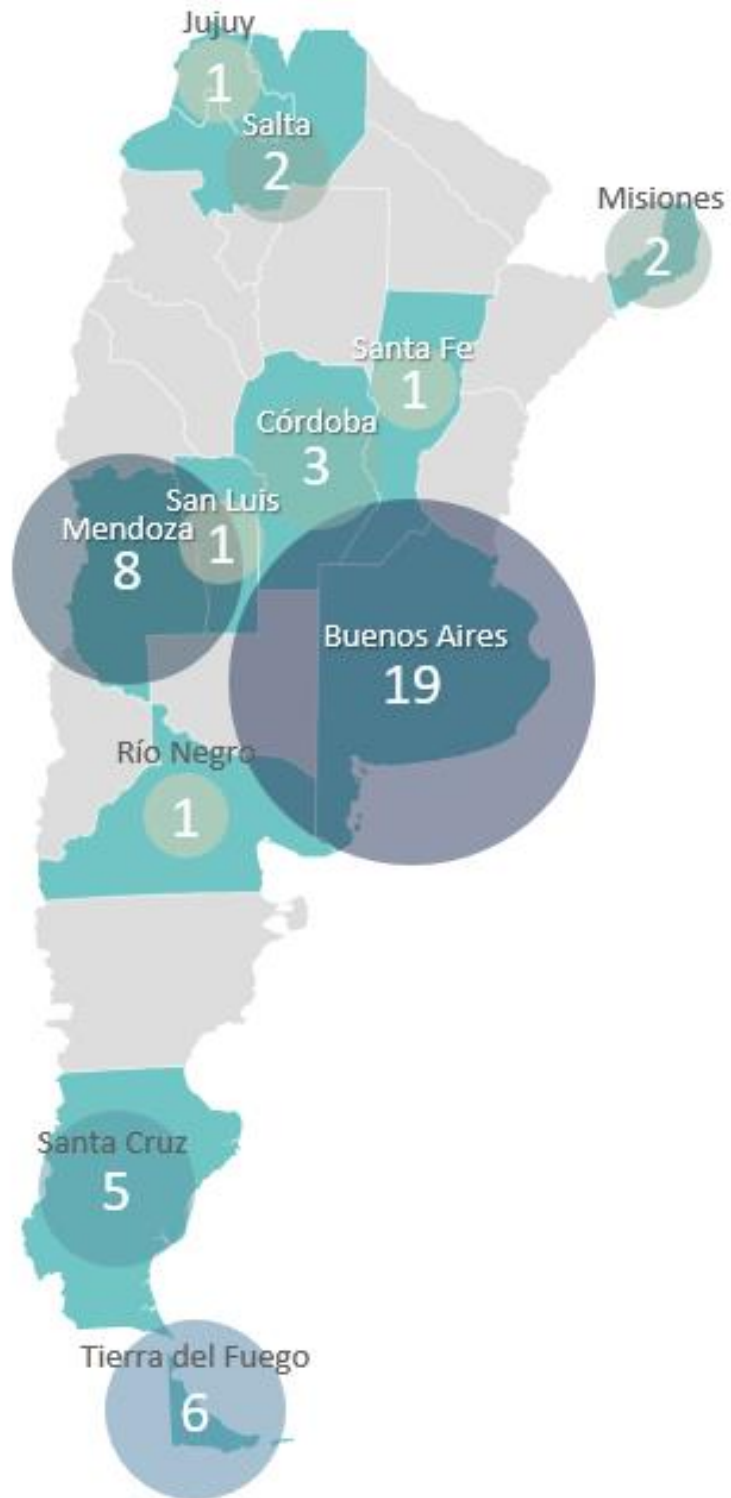 Jujuy
1
Salta
2
Misiones
2
Santa Fe
1
Córdoba
3
San Luis
1
Mendoza
8
Buenos Aires
19
Río Negro
1
Santa Cruz
5
Tierra del Fuego
6